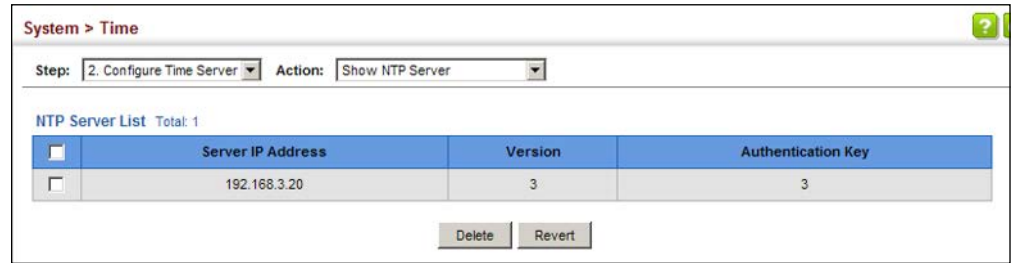 System > Time
?
Step: 2. Configure Time Server Action: Show NTP Server
NTP Server List Total: 1
Server IP Address Version Authentication Key
192.168.3.20 3 3
Delete Revert